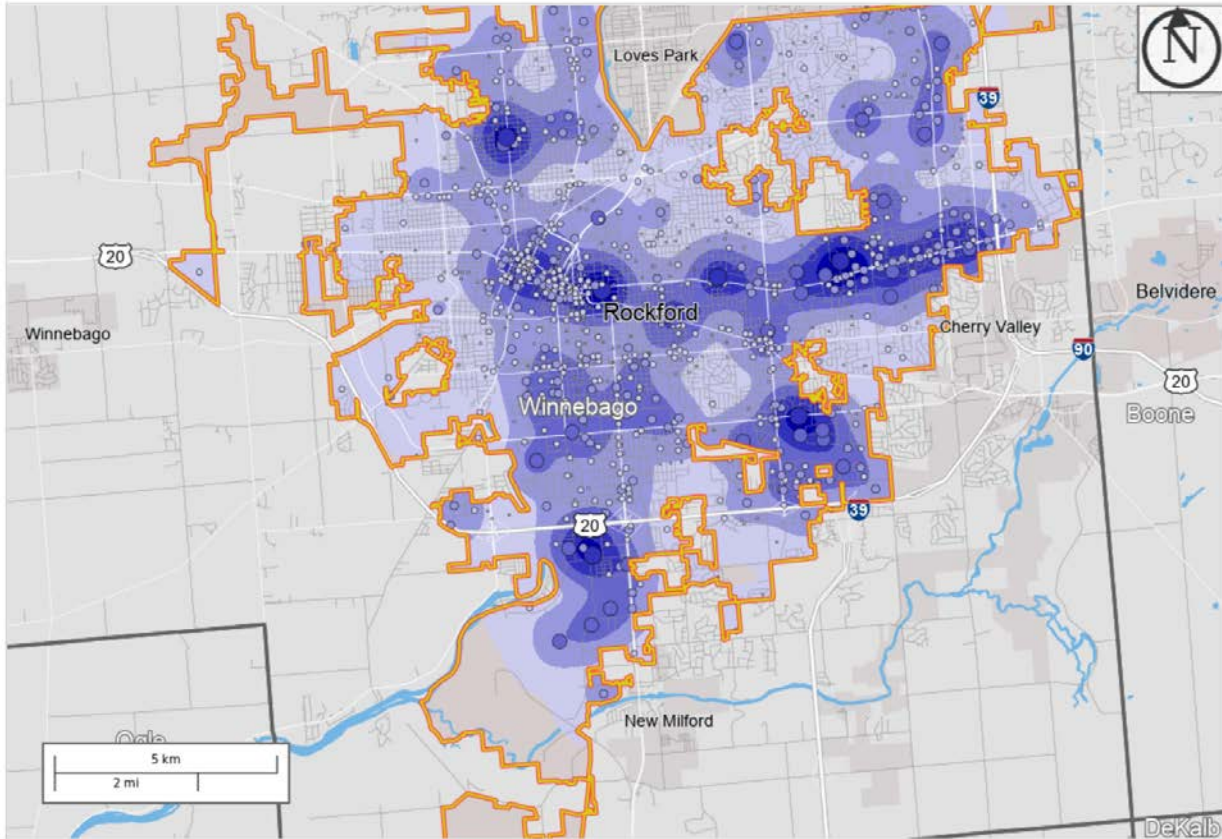 N
Loves Park
39
20
Rockford
Belvidere
Winnebago
Cherry Valley
90
20
Winnebago
Boone
39
20
New Milford
Ogle
5 km
2 mi
DeKalb